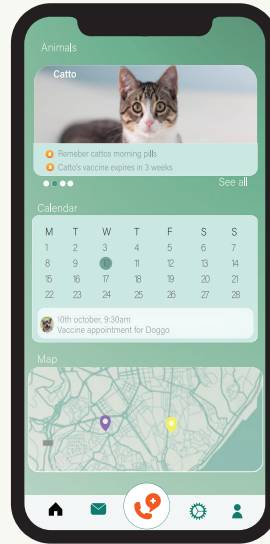 Animals
Catto
Remeber cattos morning pills
Catto's vaccine expires in 3 weeks
See all
Calendar
M T W T F S S
1 2 3 4 5 6 7
8 9 10 11 12 13 14
15 16 17 18 19 20 21
22 23 24 25 26 27 28
10th october, 9:30am
Vaccine appointment for Doggo
Map